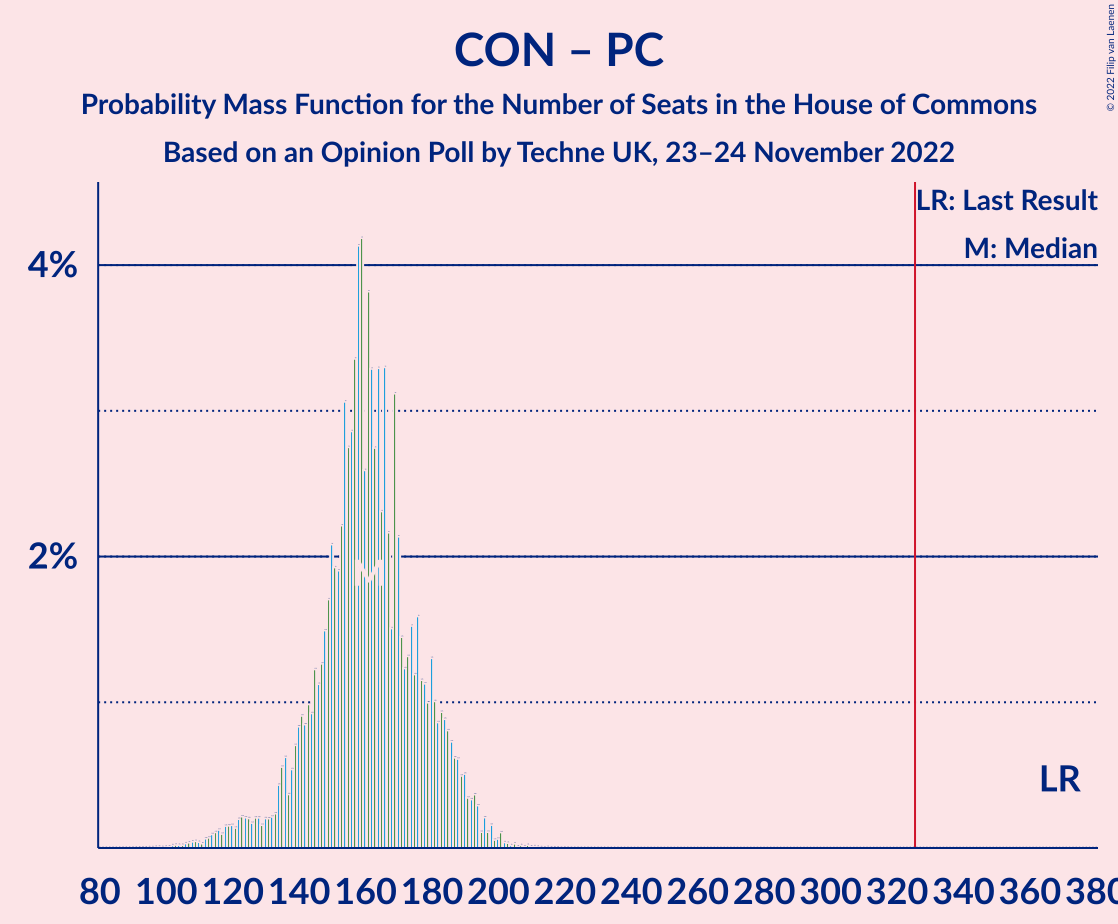 CON – PC
Probability Mass Function for the Number of Seats in the House of Commons
Based on an Opinion Poll by Techne UK, 23–24 November 2022
© 2022 Filip van Laenen
LR: Last Result
M: Median
4%
2%
M
LR
80 100 120 140 160 180 200 220 240 260 280 300 320 340 360 380